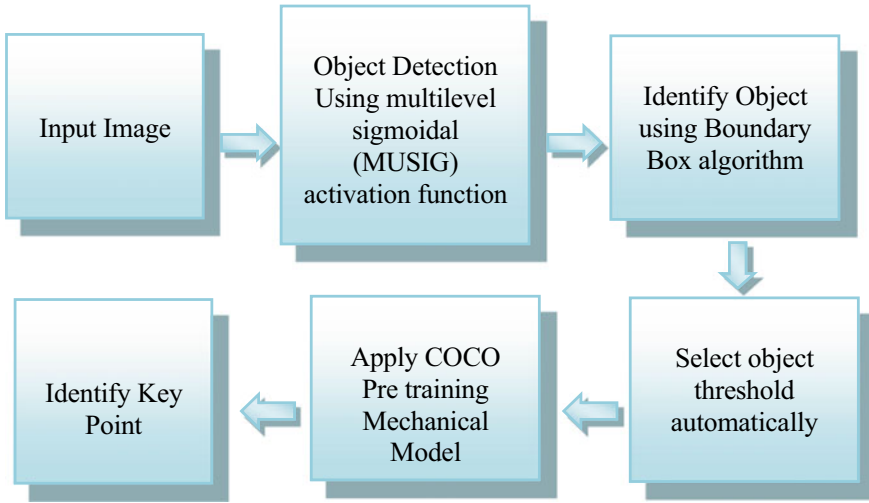 Input Image
Object Detection
Using multilevel
sigmoidal
(MUSIG)
activation function
Identify Object
using Boundary
Box algorithm
Select object
threshold
automatically
Apply COCO
Pre training
Mechanical
Model
Identify Key
Point